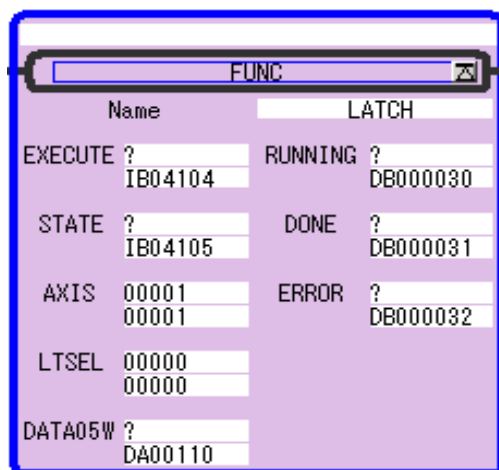 FUNC
Name LATCH
EXECUTE ? RUNNING ?
IB04104 DB000030
STATE ? DONE ?
IB04105 DB000031
AXIS 00001 ERROR ?
00001 DB000032
LTSEL 00000
00000
DATA05W ?
DA00110